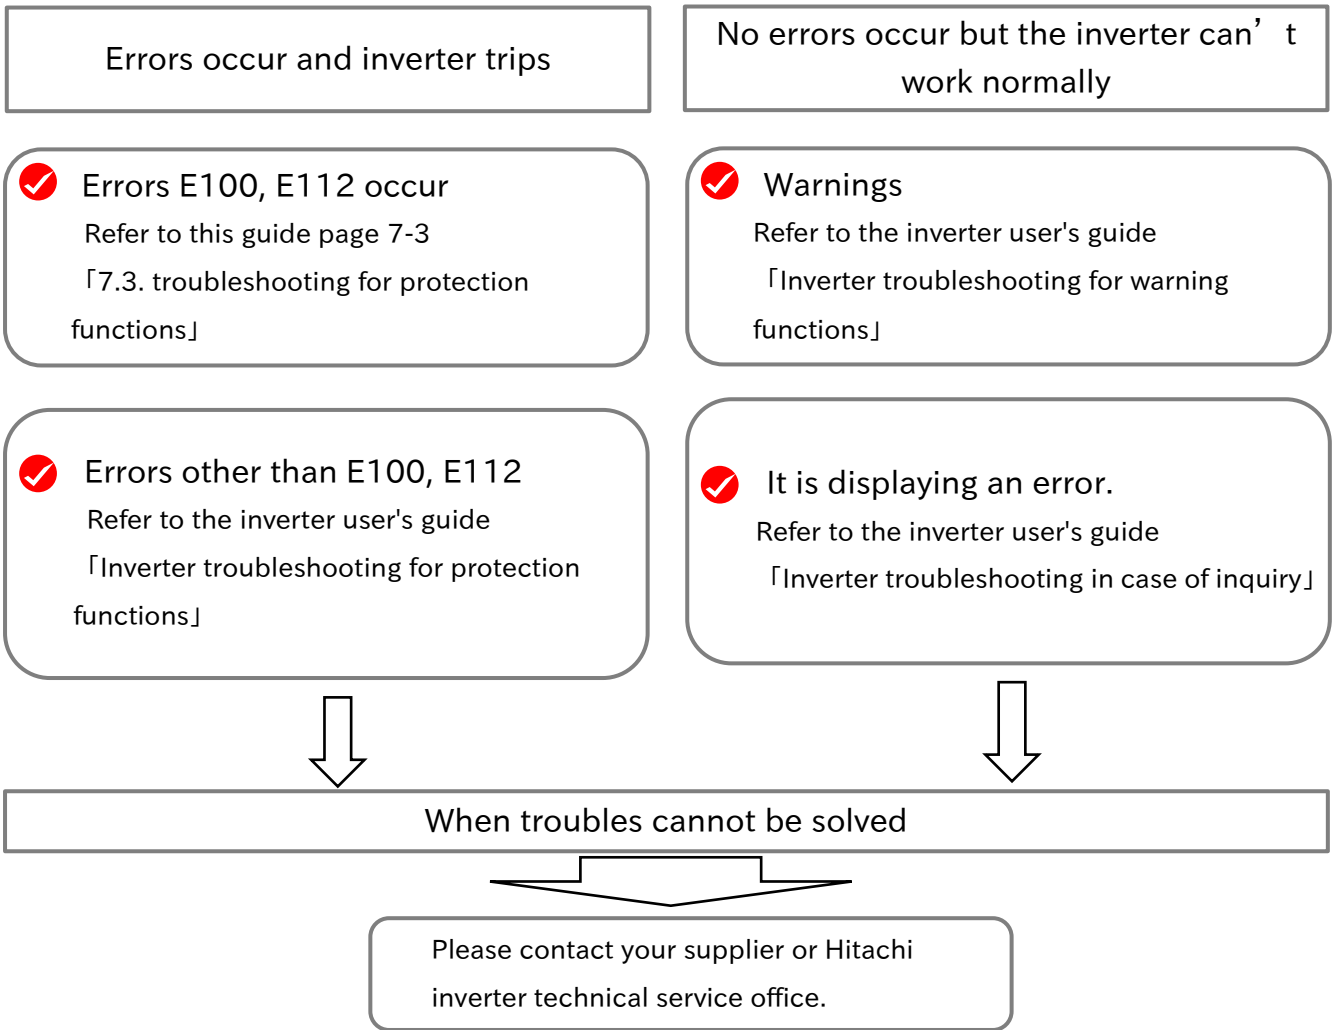 Errors occur and inverter trips
Errors E100, E112 occur
Refer to this guide page 7-3
「7.3. troubleshooting for protection
functions」
Errors other than E100, E112
Refer to the inverter user's guide
「Inverter troubleshooting for protection
functions」
No errors occur but the inverter can’t
work normally
Warnings
Refer to the inverter user's guide
「Inverter troubleshooting for warning
functions」
It is displaying an error.
Refer to the inverter user's guide
「Inverter troubleshooting in case of inquiry」
When troubles cannot be solved
Please contact your supplier or Hitachi
inverter technical service office.